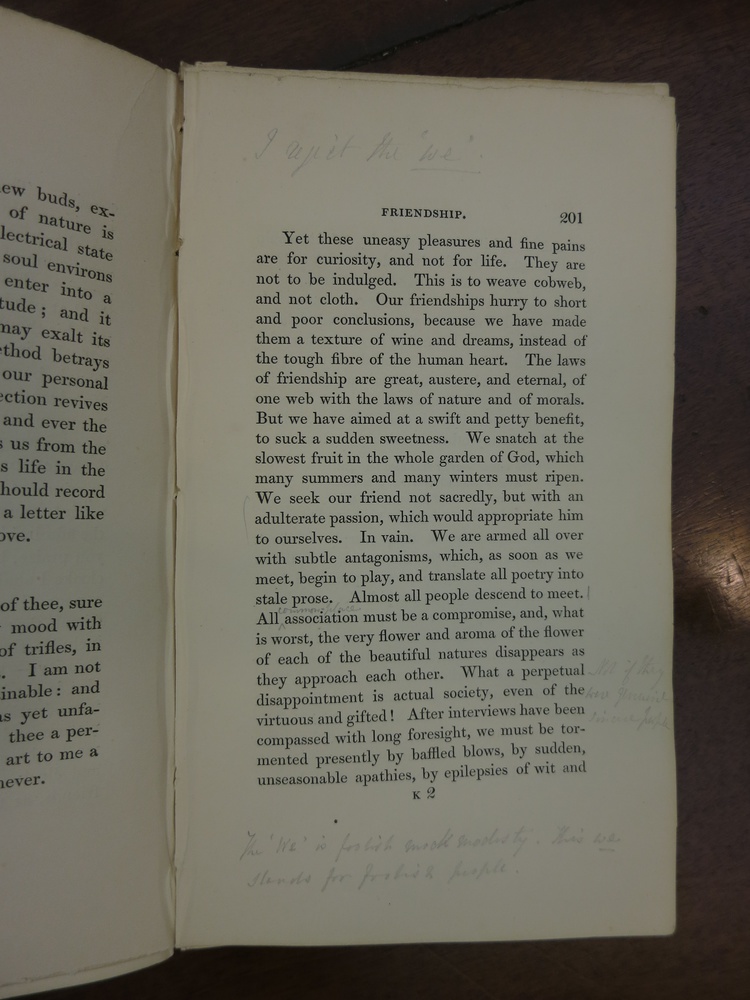 ew buds, ex-
of nature is
lectrical state
soul environs
enter into a
tude; and it
may exalt its
ethod betrays
our personal
ection revives
and ever the
s us from the
s life in the
hould record
a letter like
ove.
of thee, sure
mood with
of trifles, in
. I am not
inable: and
as yet unfa-
thee a per-
art to me a
never.
I reject the "we".
FRIENDSHIP. 201
Yet these uneasy pleasures and fine pains
are for curiosity, and not for life. They are
not to be indulged. This is to weave cobweb,
and not cloth. Our friendships hurry to short
and poor conclusions, because we have made
them a texture of wine and dreams, instead of
the tough fibre of the human heart. The laws
of friendship are great, austere, and eternal, of
one web with the laws of nature and of morals.
But we have aimed at a swift and petty benefit,
to suck a sudden sweetness. We snatch at the
slowest fruit in the whole garden of God, which
many summers and many winters must ripen.
We seek our friend not sacredly, but with an
adulterate passion, which would appropriate him
to ourselves. In vain. We are armed all over
with subtle antagonisms, which, as soon as we
meet, begin to play, and translate all poetry into
stale prose. Almost all people descend to meet.
commonplace
All association must be a compromise, and, what
is worst, the very flower and aroma of the flower
of each of the beautiful natures disappears as
they approach each other. What a perpetual
disappointment is actual society, even of the
virtuous and gifted! After interviews have been
compassed with long foresight, we must be tor-
mented presently by baffled blows, by sudden,
unseasonable apathies, by epilepsies of wit and
K 2
Not if they
genuine
The 'We' is foolish mock modesty. This we
stands for foolish people.